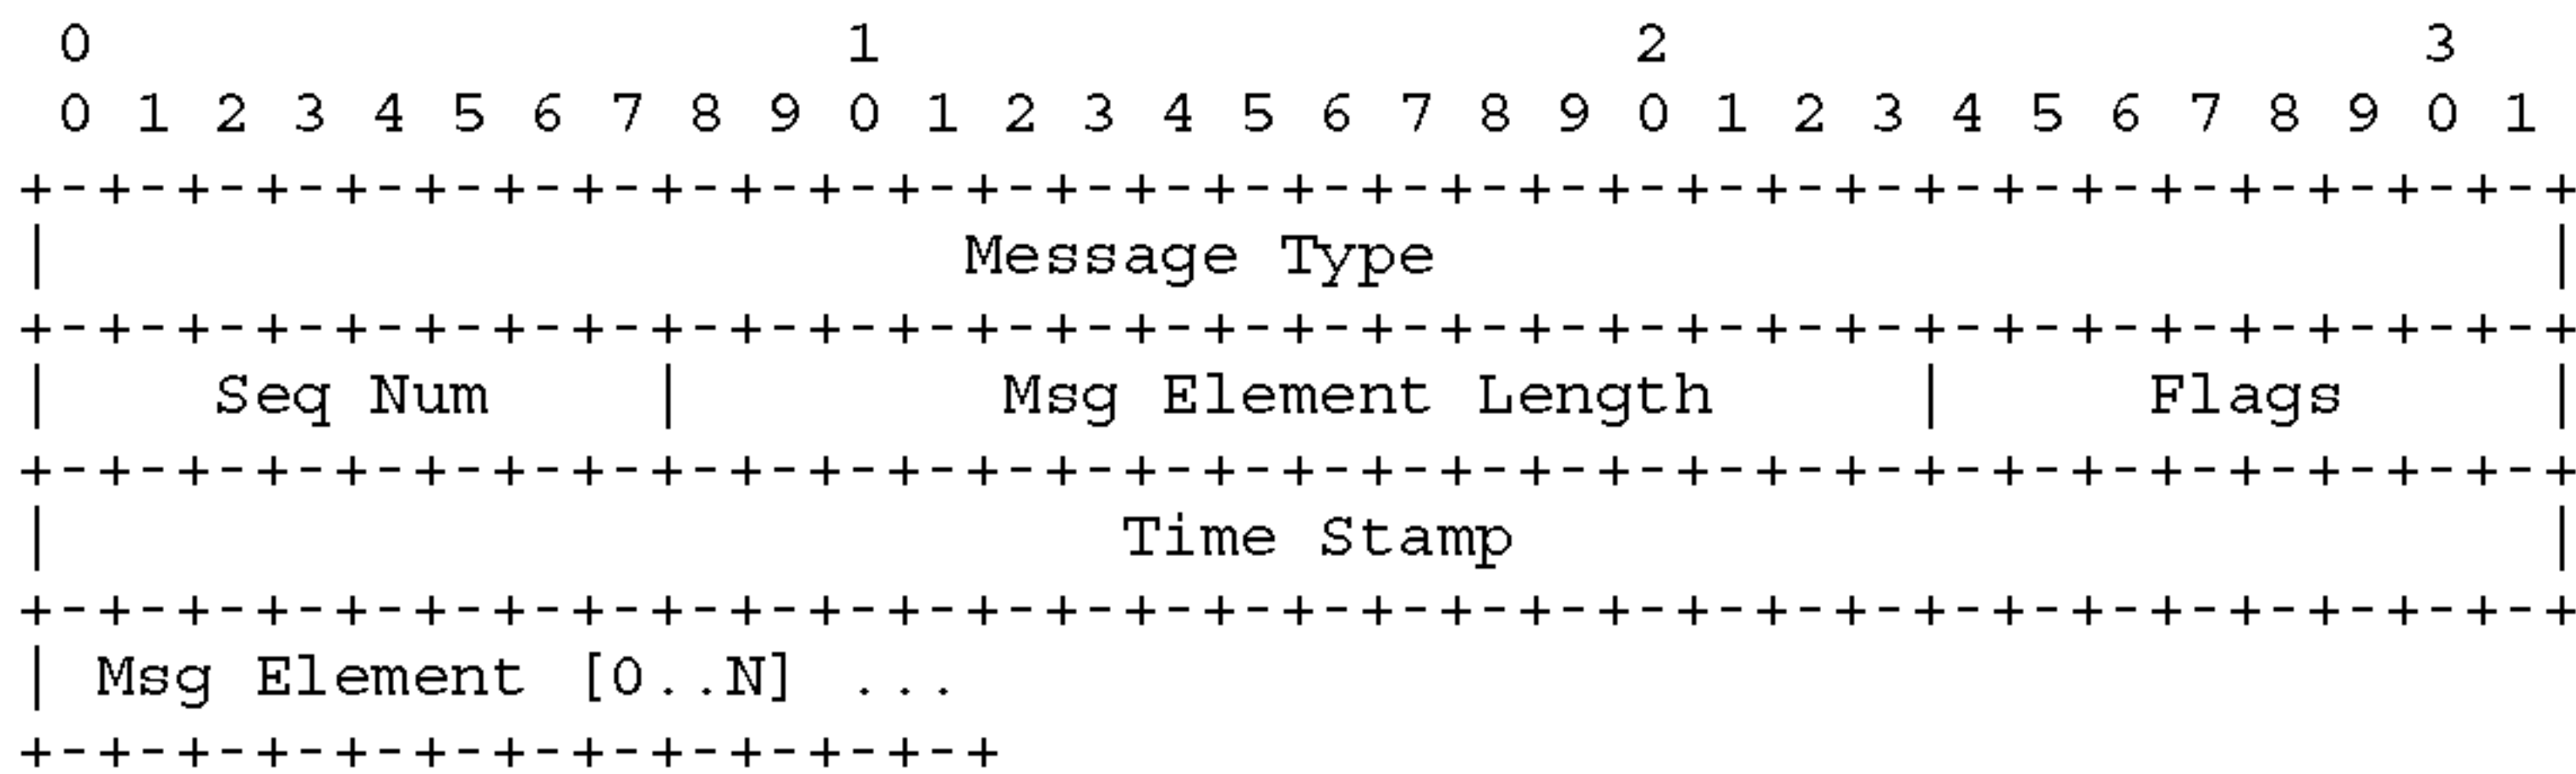 0                   1                   2                   3
 0 1 2 3 4 5 6 7 8 9 0 1 2 3 4 5 6 7 8 9 0 1 2 3 4 5 6 7 8 9 0 1
+-+-+-+-+-+-+-+-+-+-+-+-+-+-+-+-+-+-+-+-+-+-+-+-+-+-+-+-+-+-+-+-+
|                       Message Type                            |
+-+-+-+-+-+-+-+-+-+-+-+-+-+-+-+-+-+-+-+-+-+-+-+-+-+-+-+-+-+-+-+-+
|    Seq Num    |        Msg Element Length     |     Flags     |
+-+-+-+-+-+-+-+-+-+-+-+-+-+-+-+-+-+-+-+-+-+-+-+-+-+-+-+-+-+-+-+-+
|                           Time Stamp                          |
+-+-+-+-+-+-+-+-+-+-+-+-+-+-+-+-+-+-+-+-+-+-+-+-+-+-+-+-+-+-+-+-+
| Msg Element [0..N] ...
+-+-+-+-+-+-+-+-+-+-+-+-+